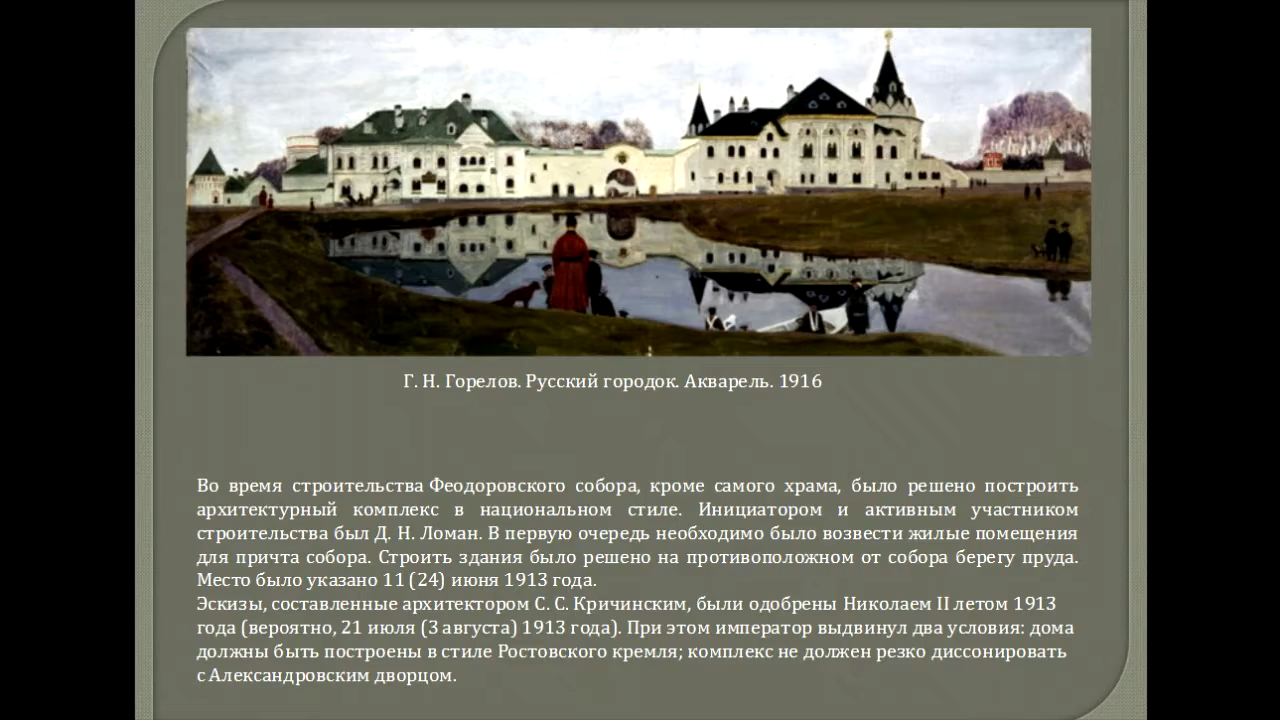 Г. Н. Горелов. Русский городок. Акварель. 1916
Во время строительства Феодоровского собора, кроме самого храма, было решено построить
архитектурный комплекс в национальном стиле. Инициатором и активным участником
строительства был Д. Н. Ломан. В первую очередь необходимо было возвести жилые помещения
для причта собора. Строить здания было решено на противоположном от собора берегу пруда.
Место было указано 11 (24) июня 1913 года.
Эскизы, составленные архитектором С. С. Кричинским, были одобрены Николаем II летом 1913
года (вероятно, 21 июля (3 августа) 1913 года). При этом император выдвинул два условия: дома
должны быть построены в стиле Ростовского кремля; комплекс не должен резко диссонировать
с Александровским дворцом.